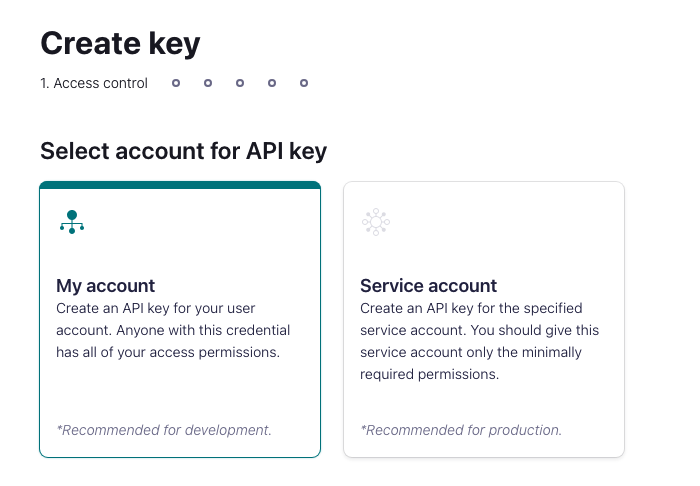 Create key
1. Access control
Select account for API key
My account
Create an API key for your user
account. Anyone with this credential
has all of your access permissions.
*Recommended for development.
Service account
Create an API key for the specified
service account. You should give this
service account only the minimally
required permissions.
*Recommended for production.